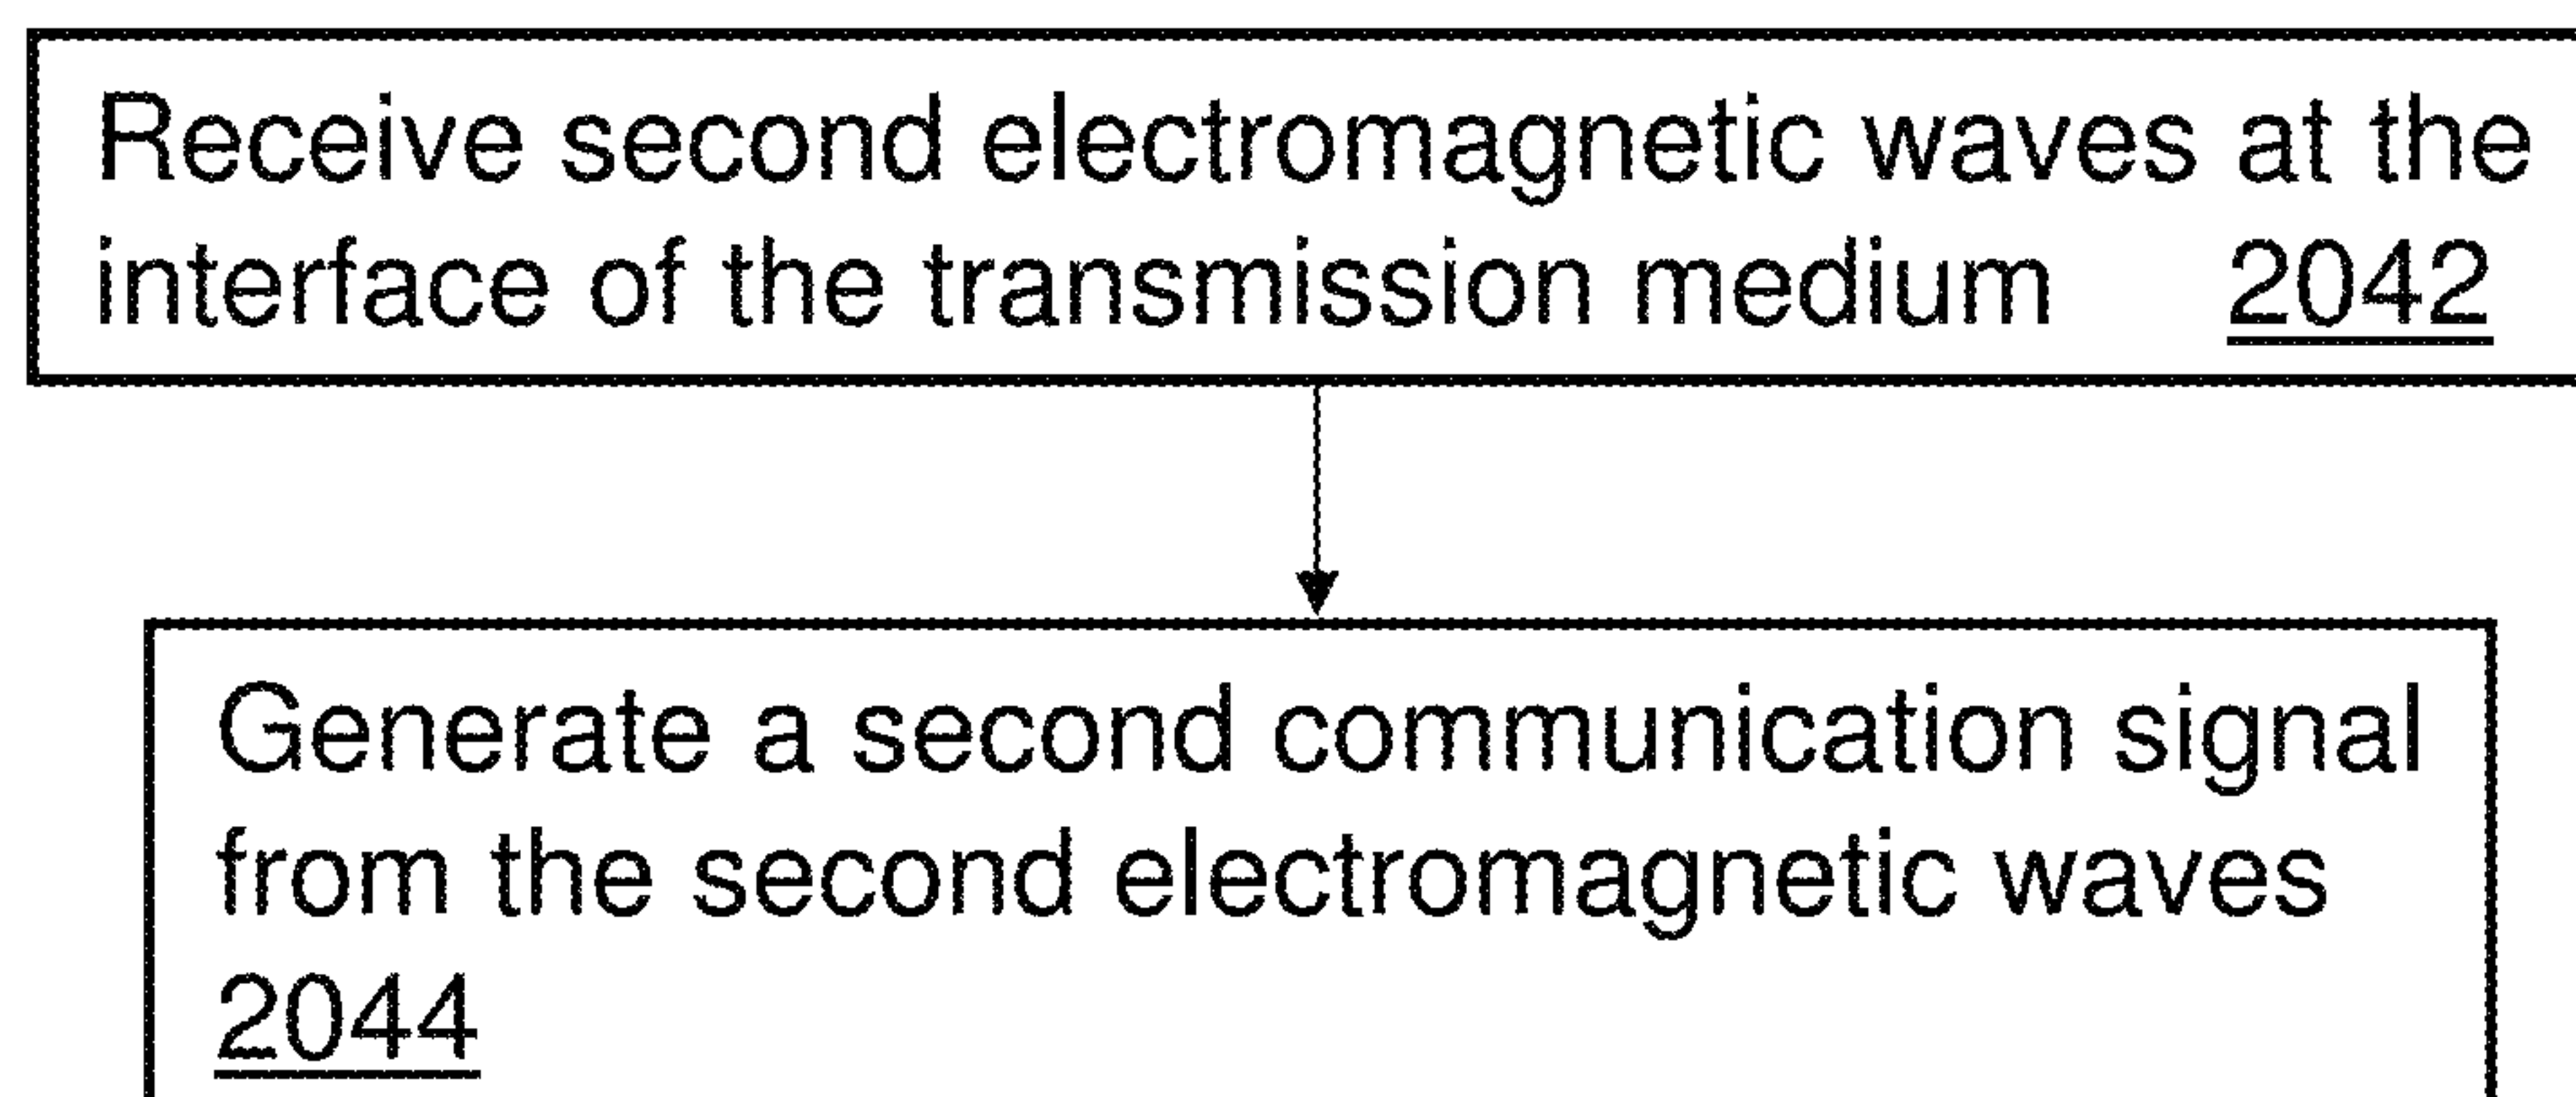 Receive second electromagnetic waves at the
interface of the transmission medium 2042
Generate a second communication signal
from the second electromagnetic waves
2044